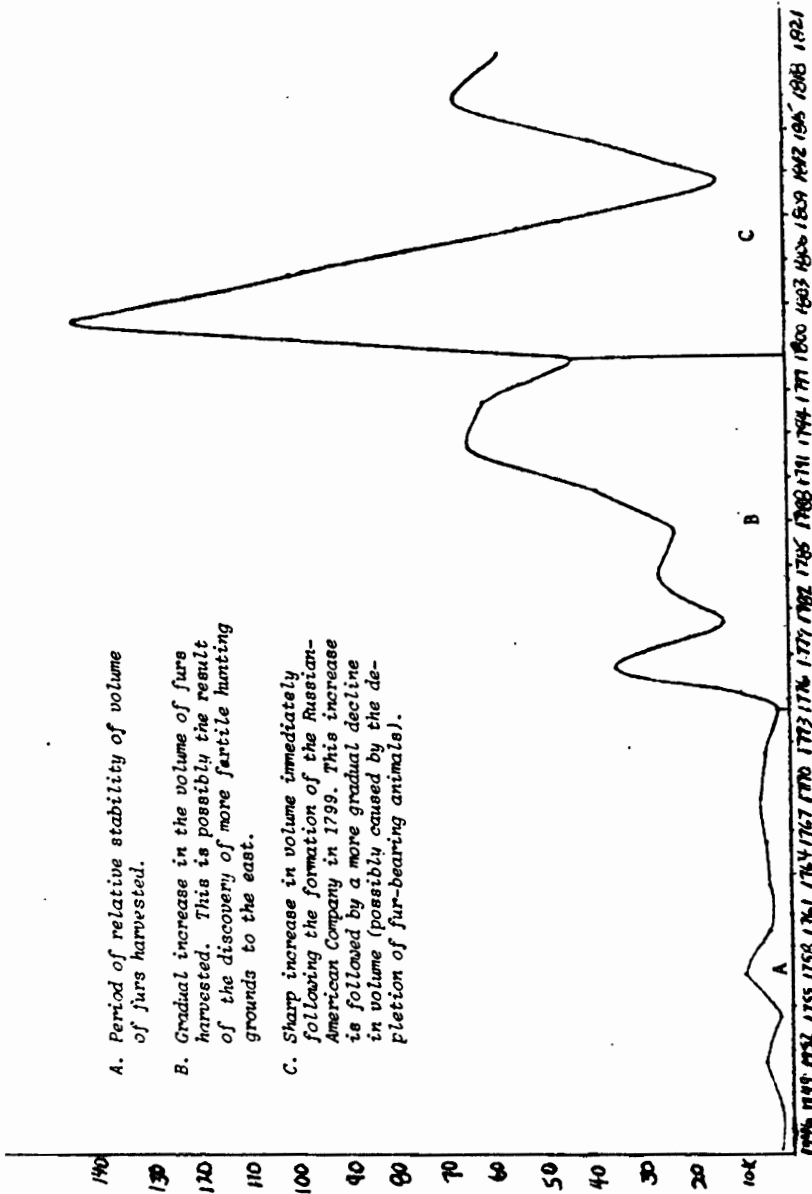 A. Period of relative stability of volume
of furs harvested.
B. Gradual increase in the volume of furs
harvested. This is possibly the result
of the discovery of more fertile hunting
grounds to the east.
C. Sharp increase in volume immediately
following the formation of the Russian-
American Company in 1799. This increase
is followed by a more gradual decline
in volume (possibly caused by the de-
pletion of fur-bearing animals).
140
130
120
110
100
90
80
70
60
50
40
30
20
10K
A
B
C
1746 1749 1752 1755 1758 1761 1764 1767 1770 1773 1776 1779 1782 1785 1788 1791 1794 1797 1800 1803 1806 1809 1812 1815 1818 1821